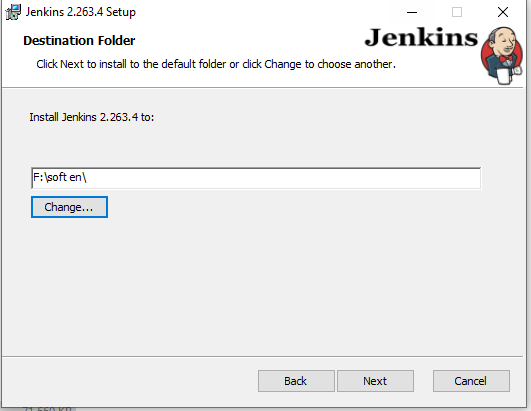 Jenkins 2.263.4 Setup
Destination Folder
Jenkins
Click Next to install to the default folder or click Change to choose another.
Install Jenkins 2.263.4 to:
F:\soft en\
Change...
Back
Next
Cancel